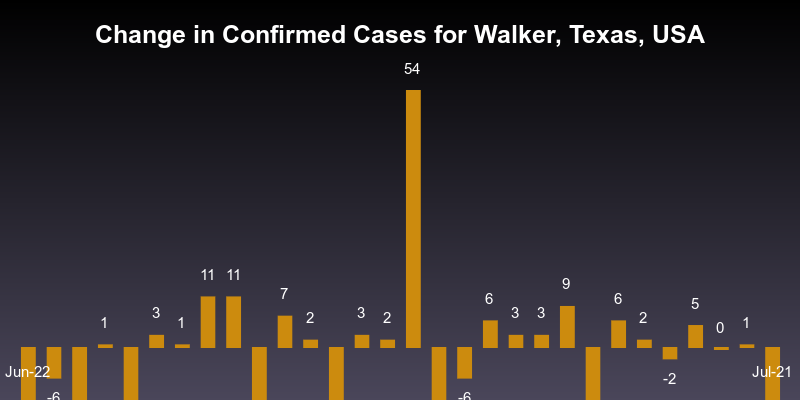 Change in Confirmed Cases for Walker, Texas, USA
54
11 11
9
7
6 6
5
3 3 3 3
2 2 2
1 1 0 1
Jun-22 Jul-21
-2
-6 -6